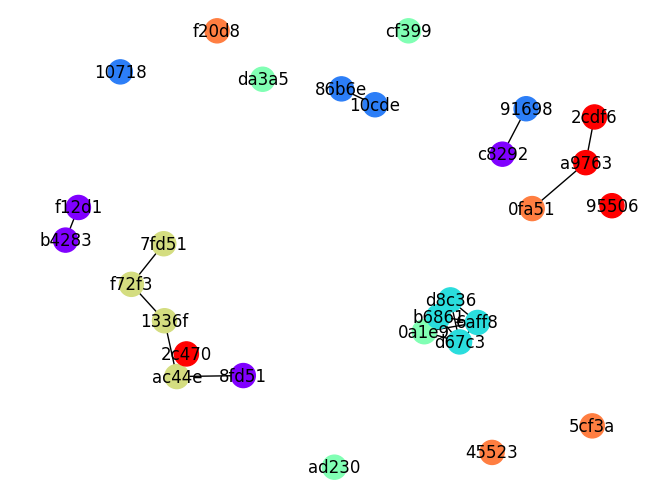 f20d8
cf399
10718
da3a5
86b6e
10cde
91698
2cdf6
c8292
a9763
f12d1
0fa51
95506
b4283
7fd51
f72f3
d8c36
1336f
b6861
6aff8
0a1e9
d67c3
2c470
ac44e
8fd51
5cf3a
45523
ad230